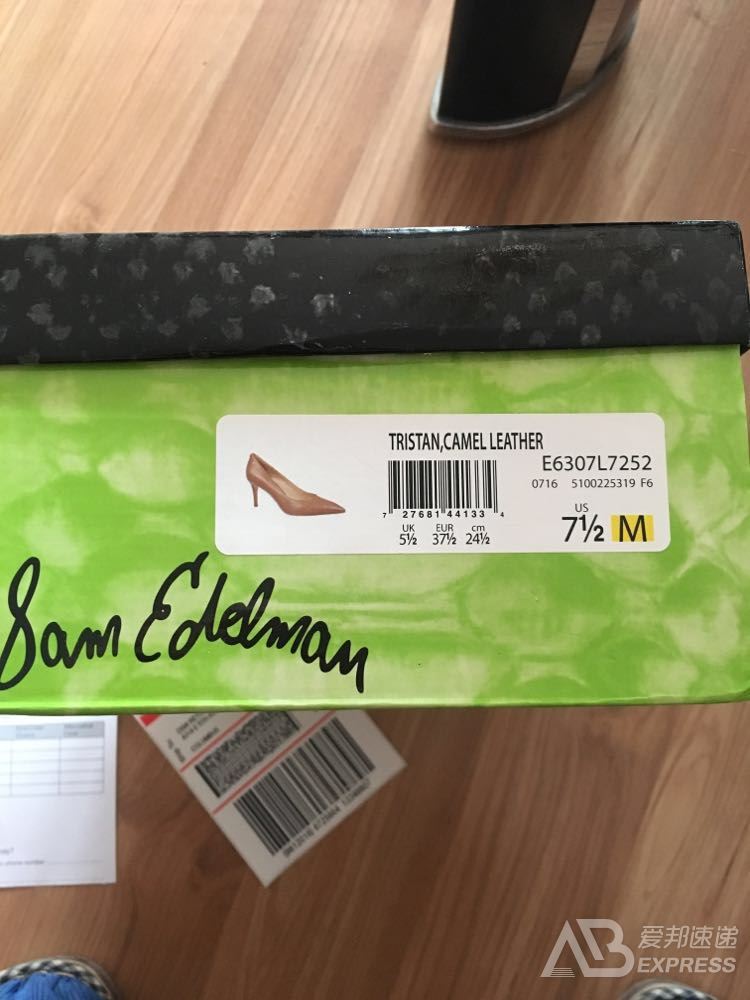 TRISTAN,CAMEL LEATHER
E6307L7252
0716 5100225319 F6
7 27681 44133 4
UK EUR cm
5½ 37½ 24½
US
7½ M
Sam Edelman
爱邦速递
AB EXPRESS